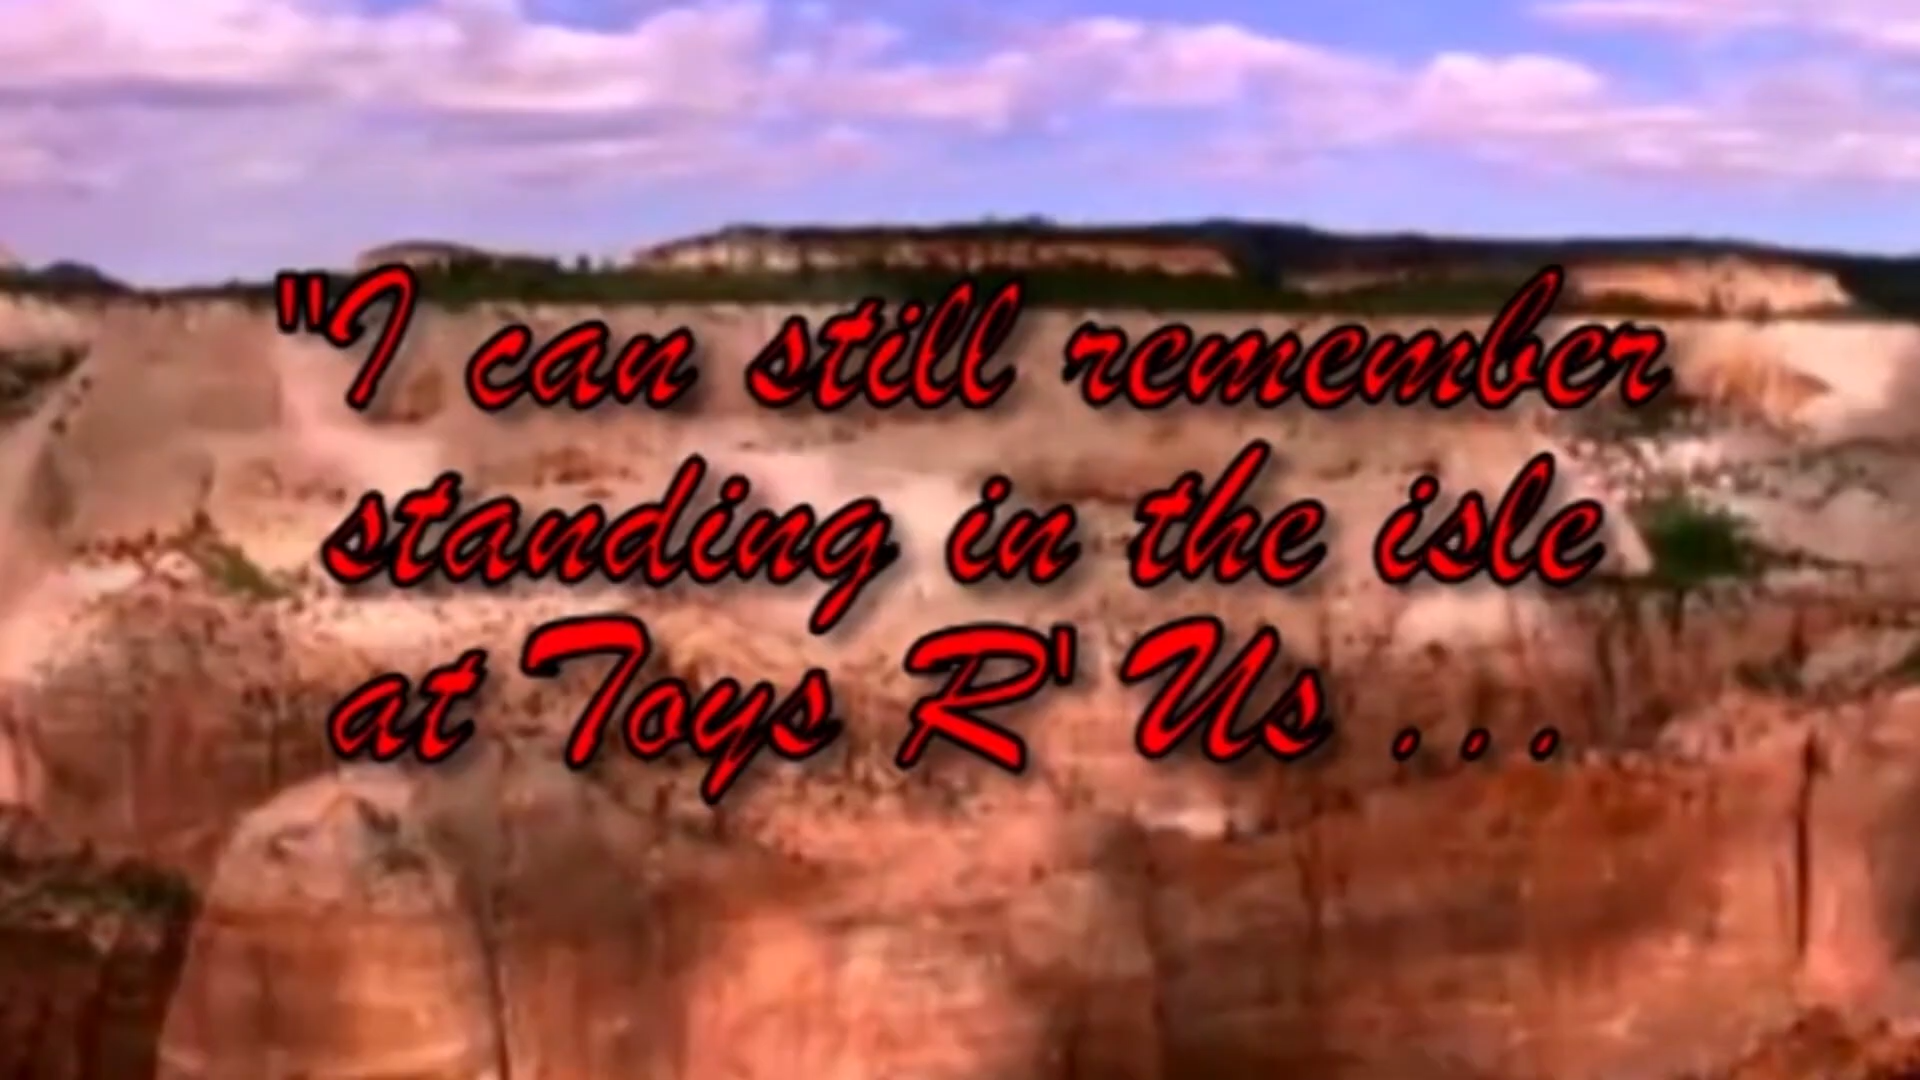 "I can still remember
standing in the isle
at Toys R' Us . . .